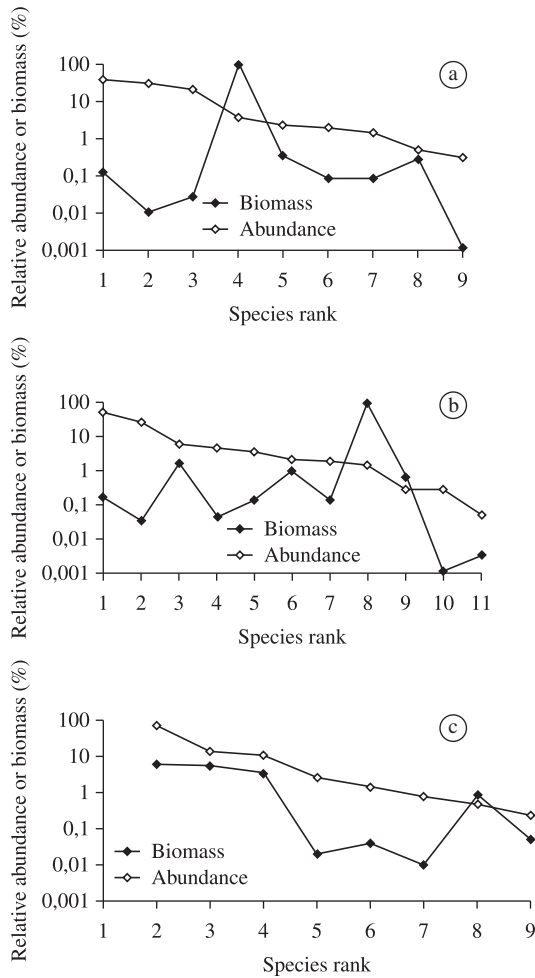 Relative abundance or biomass (%)
a
100
10
1
0,1
0,01
0,001
Biomass
Abundance
1 2 3 4 5 6 7 8 9
Species rank
Relative abundance or biomass (%)
b
100
10
1
0,1
0,01
0,001
Biomass
Abundance
1 2 3 4 5 6 7 8 9 10 11
Species rank
Relative abundance or biomass (%)
c
100
10
1
0,1
0,01
0,001
Biomass
Abundance
1 2 3 4 5 6 7 8 9
Species rank